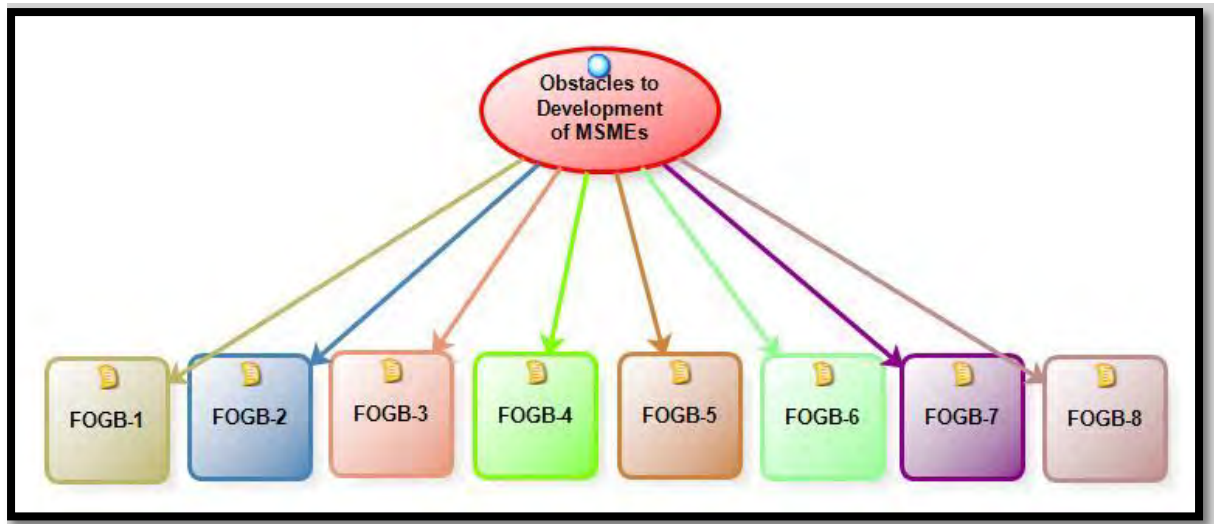 Obstacles to
Development
of MSMEs
FOGB-1
FOGB-2
FOGB-3
FOGB-4
FOGB-5
FOGB-6
FOGB-7
FOGB-8